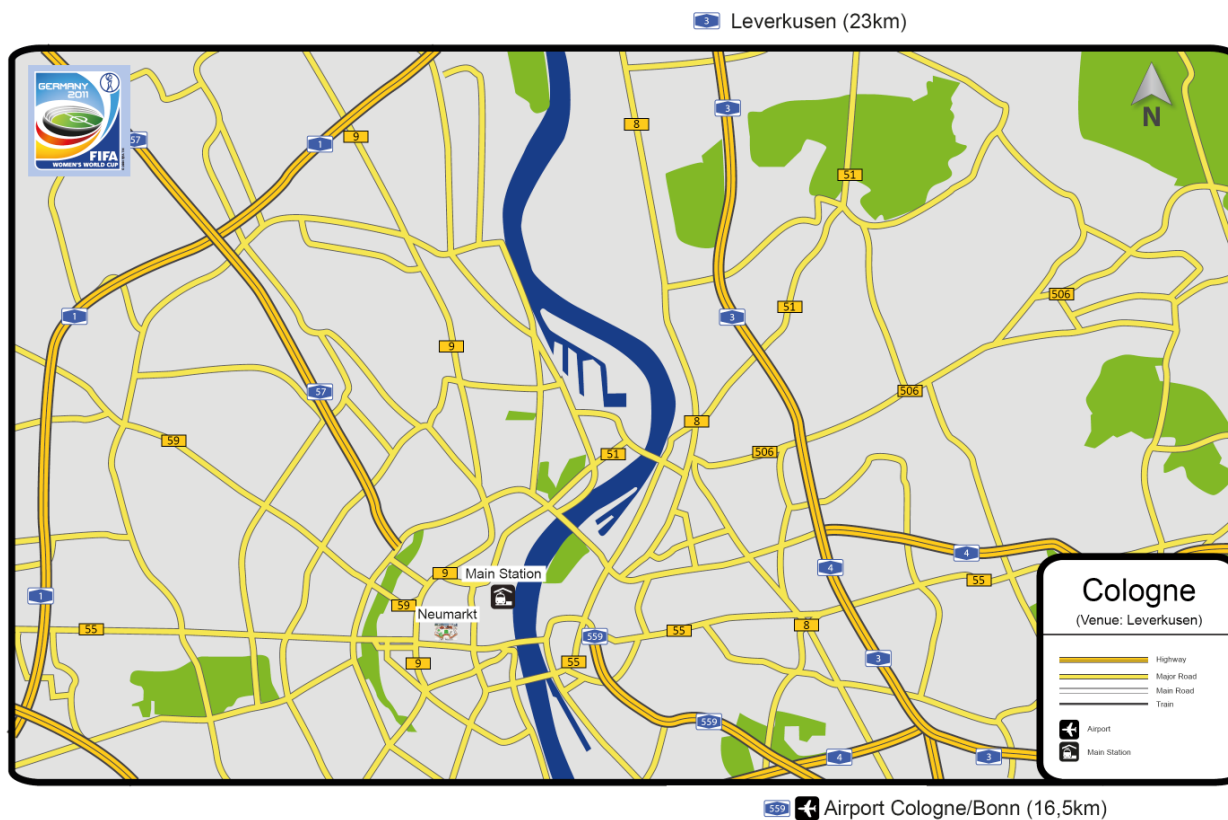 3 Leverkusen (23km)
GERMANY
2011
FIFA
WOMEN'S WORLD CUP
N
57
1
9
8
3
51
1
9
3
51
506
57
506
59
8
506
51
4
4
9
Main Station
55
1
59
Neumarkt
55
559
55
8
9
55
3
559
4
3
Cologne
(Venue: Leverkusen)
Highway
Major Road
Main Road
Train
Airport
Main Station
559 Airport Cologne/Bonn (16,5km)